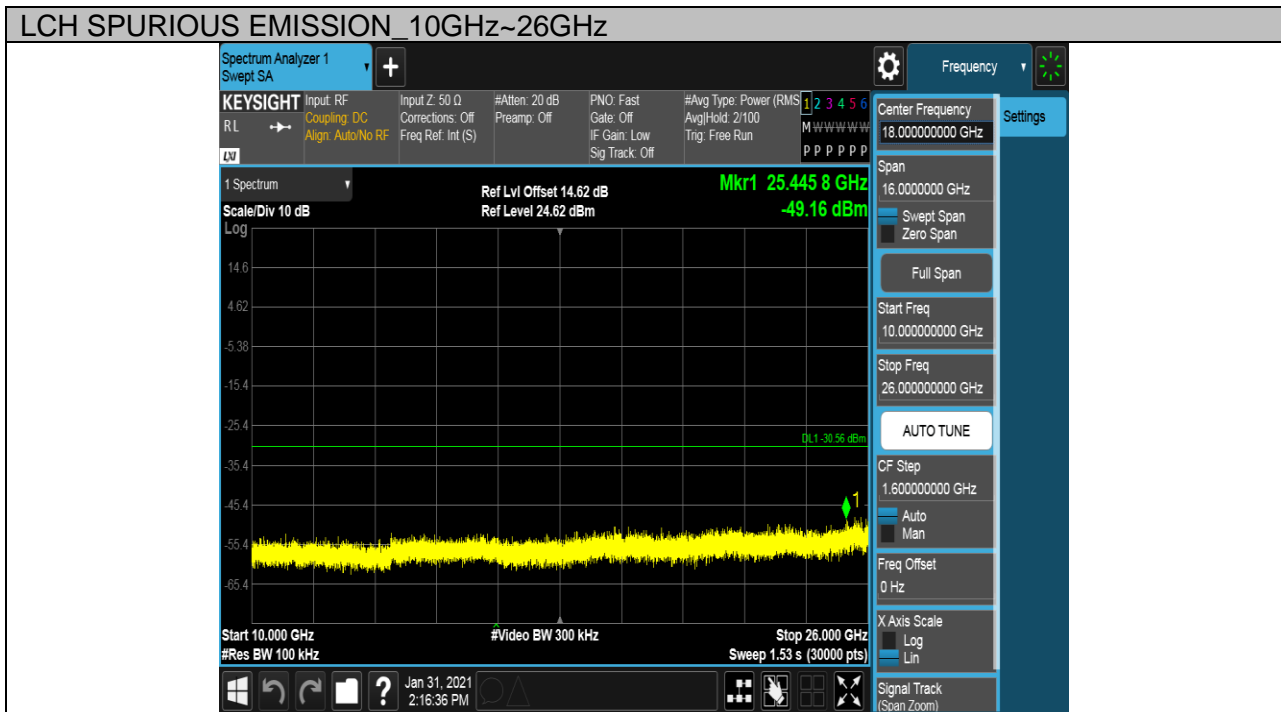 LCH SPURIOUS EMISSION_10GHz~26GHz
Spectrum Analyzer 1
Swept SA
Frequency
KEYSIGHT
RL
LXI
Input: RF
Coupling: DC
Align: Auto/No RF
Input Z: 50 Ω
Corrections: Off
Freq Ref: Int (S)
#Atten: 20 dB
Preamp: Off
PNO: Fast
Gate: Off
IF Gain: Low
Sig Track: Off
#Avg Type: Power (RMS
Avg|Hold: 2/100
Trig: Free Run
1 2 3 4 5 6
M W W W W W
P P P P P P
1 Spectrum
Scale/Div 10 dB
Log
Ref Lvl Offset 14.62 dB
Ref Level 24.62 dBm
Mkr1 25.445 8 GHz
-49.16 dBm
14.6
4.62
-5.38
-15.4
-25.4
DL1 -30.56 dBm
-35.4
-45.4
1
-55.4
-65.4
Start 10.000 GHz
#Res BW 100 kHz
#Video BW 300 kHz
Stop 26.000 GHz
Sweep 1.53 s (30000 pts)
Jan 31, 2021
2:16:36 PM
Center Frequency
18.000000000 GHz
Span
16.0000000 GHz
Swept Span
Zero Span
Full Span
Start Freq
10.000000000 GHz
Stop Freq
26.000000000 GHz
AUTO TUNE
CF Step
1.600000000 GHz
Auto
Man
Freq Offset
0 Hz
X Axis Scale
Log
Lin
Signal Track
(Span Zoom)
Settings